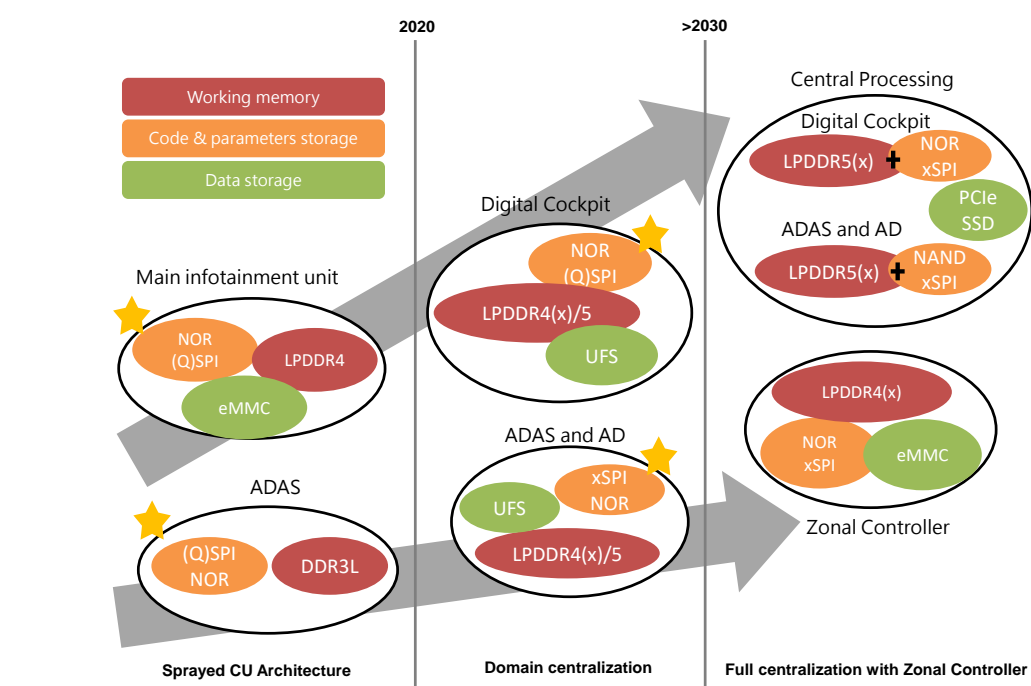 2020
>2030
Working memory
Code & parameters storage
Data storage
Main infotainment unit
NOR
(Q)SPI
LPDDR4
eMMC
ADAS
(Q)SPI
NOR
DDR3L
Sprayed CU Architecture
Digital Cockpit
NOR
(Q)SPI
LPDDR4(x)/5
UFS
ADAS and AD
xSPI
NOR
UFS
LPDDR4(x)/5
Domain centralization
Central Processing
Digital Cockpit
LPDDR5(x)
+
NOR
xSPI
PCIe
SSD
ADAS and AD
LPDDR5(x)
+
NAND
xSPI
LPDDR4(x)
NOR
xSPI
eMMC
Zonal Controller
Full centralization with Zonal Controller